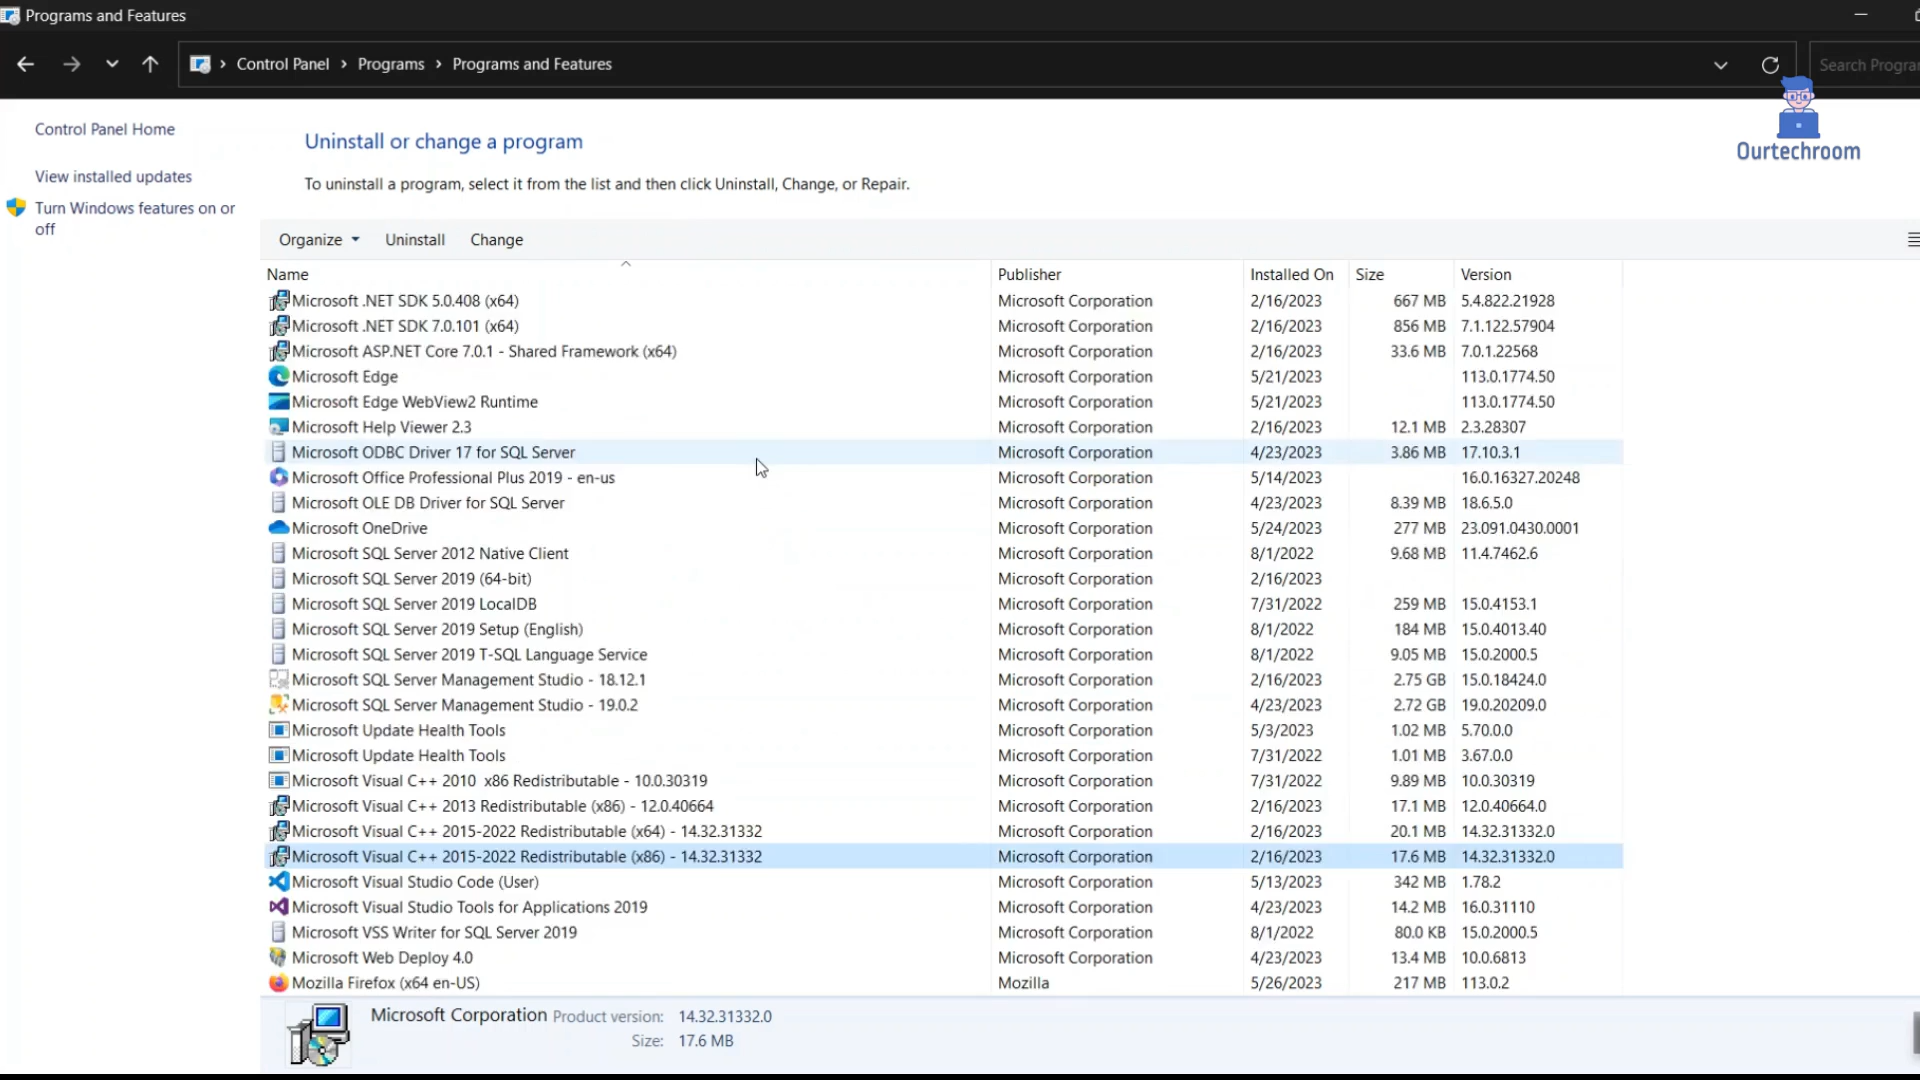 Programs and Features
Control Panel > Programs > Programs and Features
Search Progra
Ourtechroom
Control Panel Home
View installed updates
Turn Windows features on or
off
Uninstall or change a program
To uninstall a program, select it from the list and then click Uninstall, Change, or Repair.
Organize Uninstall Change
Name Publisher Installed On Size Version
Microsoft .NET SDK 5.0.408 (x64) Microsoft Corporation 2/16/2023 667 MB 5.4.822.21928
Microsoft .NET SDK 7.0.101 (x64) Microsoft Corporation 2/16/2023 856 MB 7.1.122.57904
Microsoft ASP.NET Core 7.0.1 - Shared Framework (x64) Microsoft Corporation 2/16/2023 33.6 MB 7.0.1.22568
Microsoft Edge Microsoft Corporation 5/21/2023 113.0.1774.50
Microsoft Edge WebView2 Runtime Microsoft Corporation 5/21/2023 113.0.1774.50
Microsoft Help Viewer 2.3 Microsoft Corporation 2/16/2023 12.1 MB 2.3.28307
Microsoft ODBC Driver 17 for SQL Server Microsoft Corporation 4/23/2023 3.86 MB 17.10.3.1
Microsoft Office Professional Plus 2019 - en-us Microsoft Corporation 5/14/2023 16.0.16327.20248
Microsoft OLE DB Driver for SQL Server Microsoft Corporation 4/23/2023 8.39 MB 18.6.5.0
Microsoft OneDrive Microsoft Corporation 5/24/2023 277 MB 23.091.0430.0001
Microsoft SQL Server 2012 Native Client Microsoft Corporation 8/1/2022 9.68 MB 11.4.7462.6
Microsoft SQL Server 2019 (64-bit) Microsoft Corporation 2/16/2023
Microsoft SQL Server 2019 LocalDB Microsoft Corporation 7/31/2022 259 MB 15.0.4153.1
Microsoft SQL Server 2019 Setup (English) Microsoft Corporation 8/1/2022 184 MB 15.0.4013.40
Microsoft SQL Server 2019 T-SQL Language Service Microsoft Corporation 8/1/2022 9.05 MB 15.0.2000.5
Microsoft SQL Server Management Studio - 18.12.1 Microsoft Corporation 2/16/2023 2.75 GB 15.0.18424.0
Microsoft SQL Server Management Studio - 19.0.2 Microsoft Corporation 4/23/2023 2.72 GB 19.0.20209.0
Microsoft Update Health Tools Microsoft Corporation 5/3/2023 1.02 MB 5.70.0.0
Microsoft Update Health Tools Microsoft Corporation 7/31/2022 1.01 MB 3.67.0.0
Microsoft Visual C++ 2010 x86 Redistributable - 10.0.30319 Microsoft Corporation 7/31/2022 9.89 MB 10.0.30319
Microsoft Visual C++ 2013 Redistributable (x86) - 12.0.40664 Microsoft Corporation 2/16/2023 17.1 MB 12.0.40664.0
Microsoft Visual C++ 2015-2022 Redistributable (x64) - 14.32.31332 Microsoft Corporation 2/16/2023 20.1 MB 14.32.31332.0
Microsoft Visual C++ 2015-2022 Redistributable (x86) - 14.32.31332 Microsoft Corporation 2/16/2023 17.6 MB 14.32.31332.0
Microsoft Visual Studio Code (User) Microsoft Corporation 5/13/2023 342 MB 1.78.2
Microsoft Visual Studio Tools for Applications 2019 Microsoft Corporation 4/23/2023 14.2 MB 16.0.31110
Microsoft VSS Writer for SQL Server 2019 Microsoft Corporation 8/1/2022 80.0 KB 15.0.2000.5
Microsoft Web Deploy 4.0 Microsoft Corporation 4/23/2023 13.4 MB 10.0.6813
Mozilla Firefox (x64 en-US) Mozilla 5/26/2023 217 MB 113.0.2
Microsoft Corporation Product version: 14.32.31332.0
Size: 17.6 MB